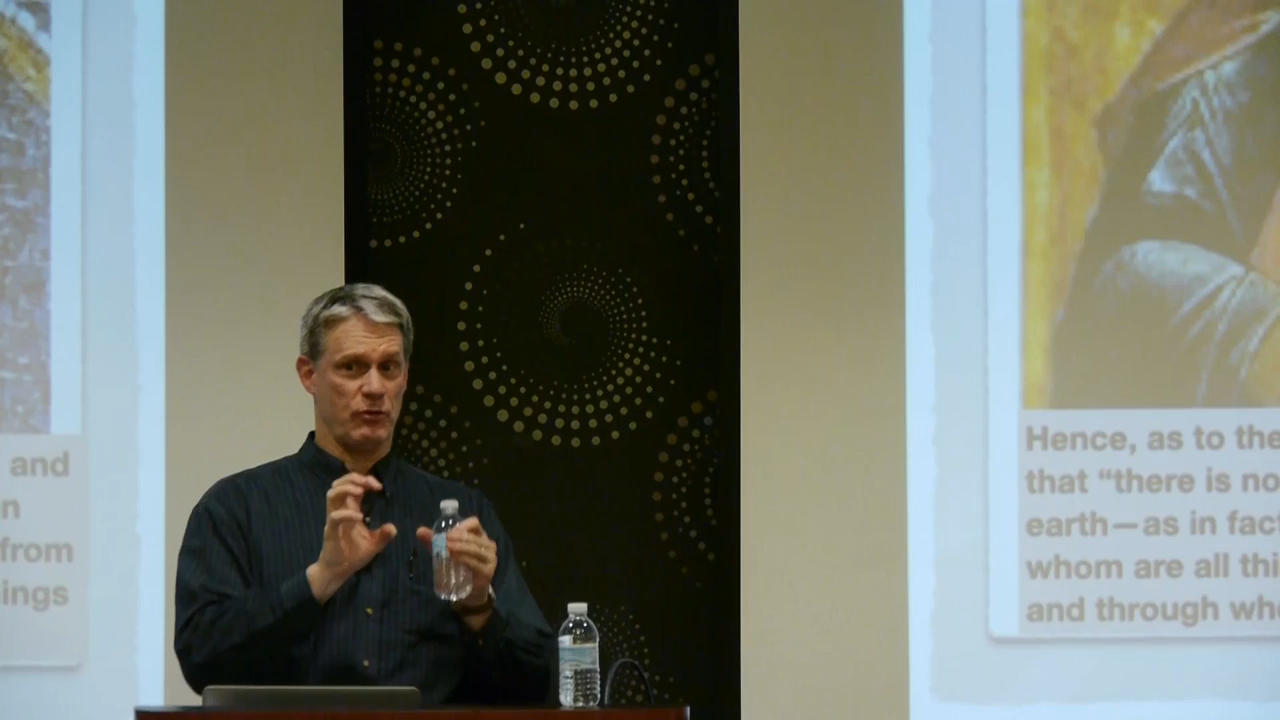 and
n
from
ings
Hence, as to the
that “there is no
earth—as in fact
whom are all thi
and through wh